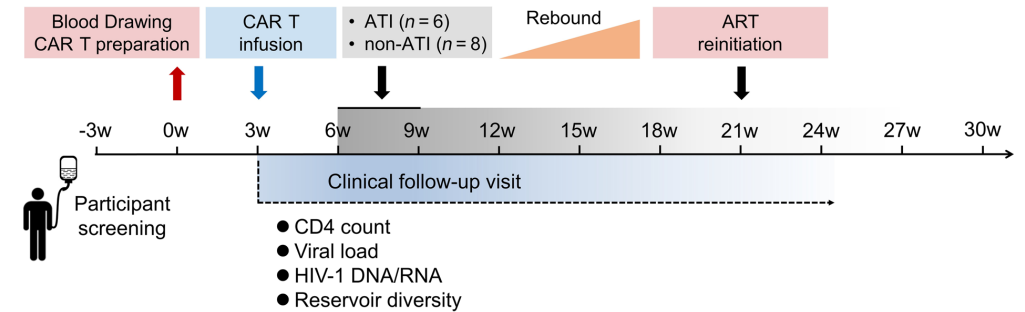 Blood Drawing
CAR T preparation
CAR T
infusion
• ATI (n = 6)
• non-ATI (n = 8)
Rebound
ART
reinitiation
-3w 0w 3w 6w 9w 12w 15w 18w 21w 24w 27w 30w
Participant
screening
Clinical follow-up visit
● CD4 count
● Viral load
● HIV-1 DNA/RNA
● Reservoir diversity